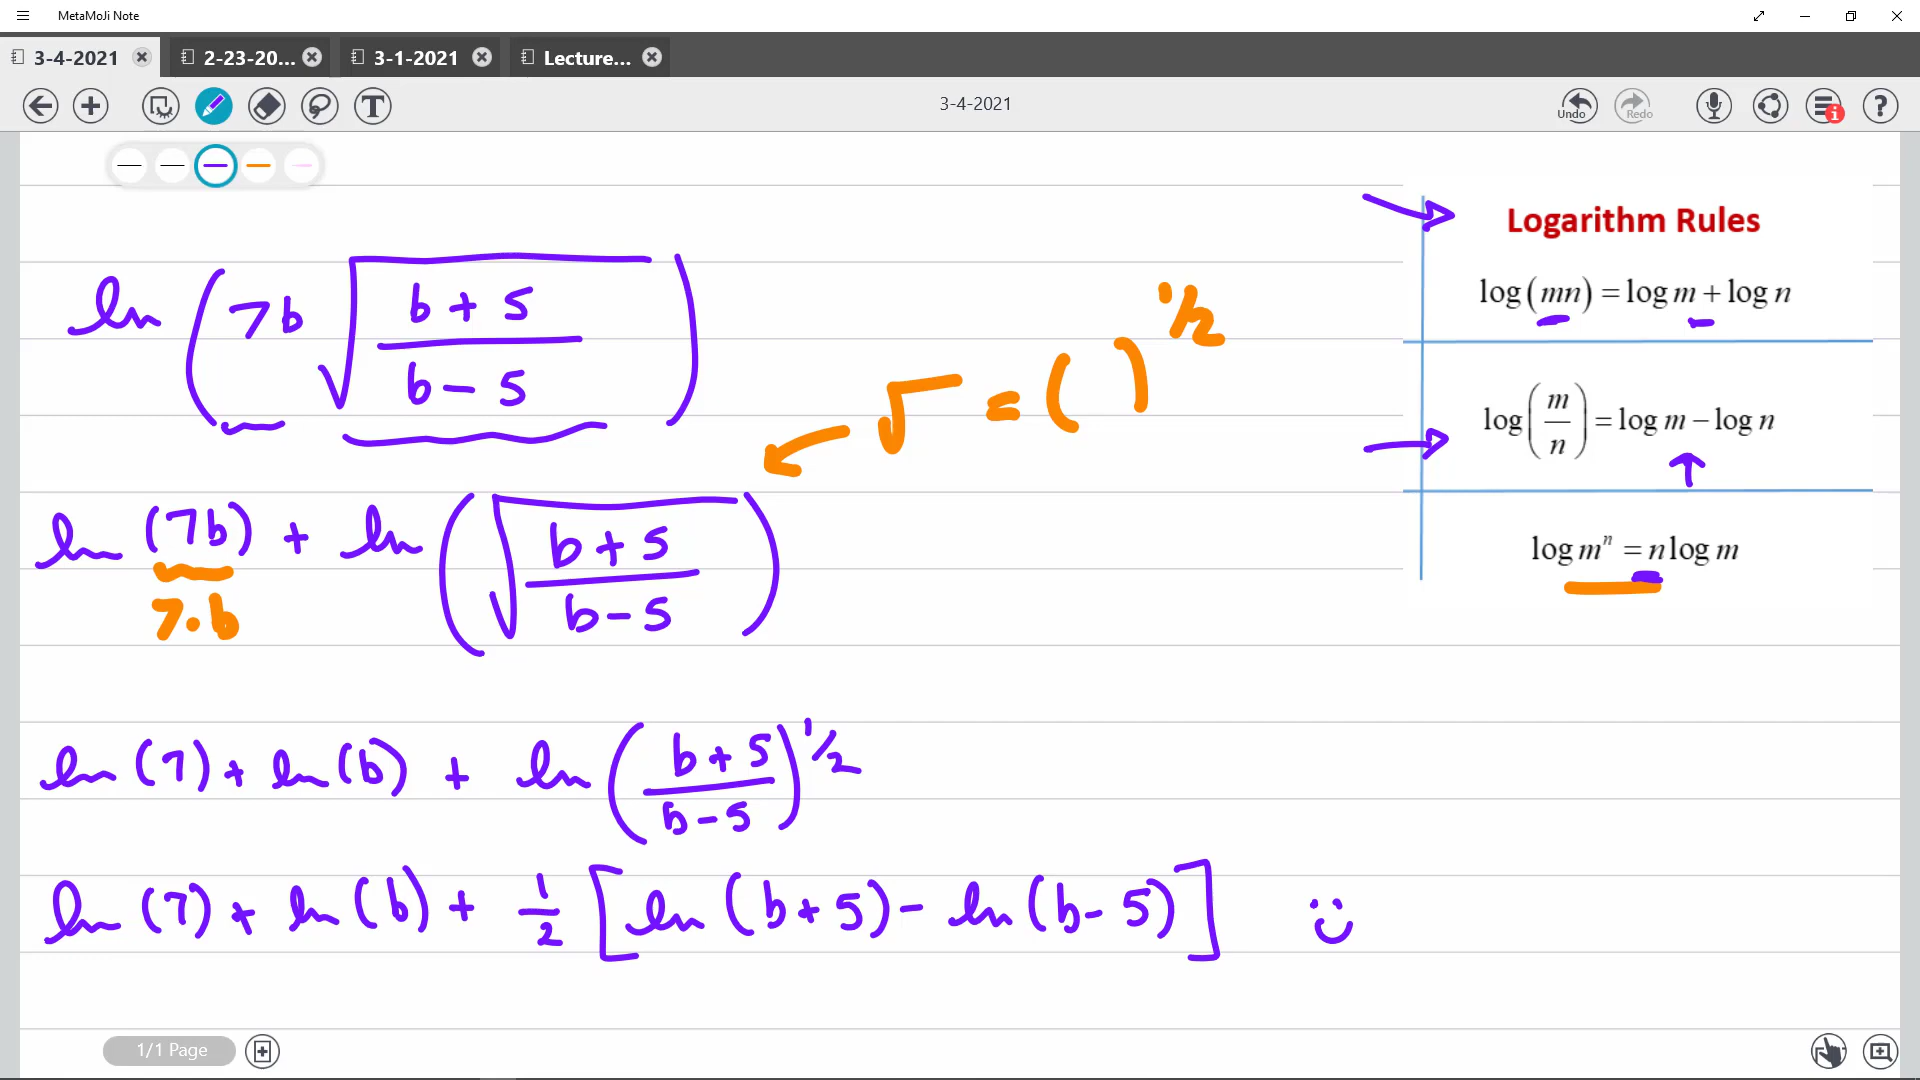 MetaMoJi Note
3-4-2021
2-23-20...
3-1-2021
Lecture...
T
3-4-2021
Undo
Redo
i
?
ln (7b √((b + 5)/(b - 5)))
√ = ( )^1/2
ln (7b) + ln (√((b + 5)/(b - 5)))
7·b
ln (7) + ln (b) + ln ((b + 5)/(b - 5))^1/2
ln (7) + ln (b) + 1/2 [ln (b + 5) - ln (b - 5)]
Logarithm Rules
log (mn) = log m + log n
log (m/n) = log m - log n
log m^n = n log m
1/1 Page